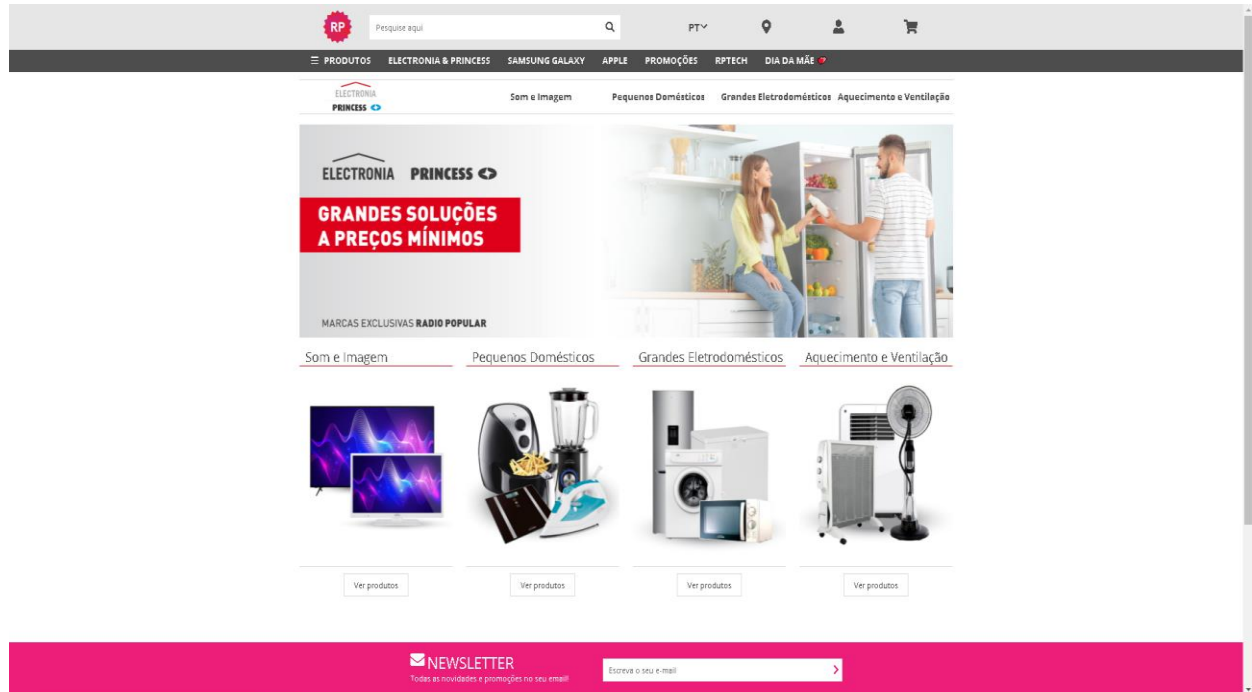 RP
Pesquise aqui
PT
PRODUTOS ELECTRONIA & PRINCESS SAMSUNG GALAXY APPLE PROMOÇÕES RPTECH DIA DA MÃE
ELECTRONIA
PRINCESS
Som e Imagem Pequenos Domésticos Grandes Eletrodomésticos Aquecimento e Ventilação
ELECTRONIA PRINCESS
GRANDES SOLUÇÕES
A PREÇOS MÍNIMOS
MARCAS EXCLUSIVAS RADIO POPULAR
Som e Imagem Pequenos Domésticos Grandes Eletrodomésticos Aquecimento e Ventilação
Ver produtos Ver produtos Ver produtos Ver produtos
NEWSLETTER
Todas as novidades e promoções no seu email!
Escreva o seu e-mail